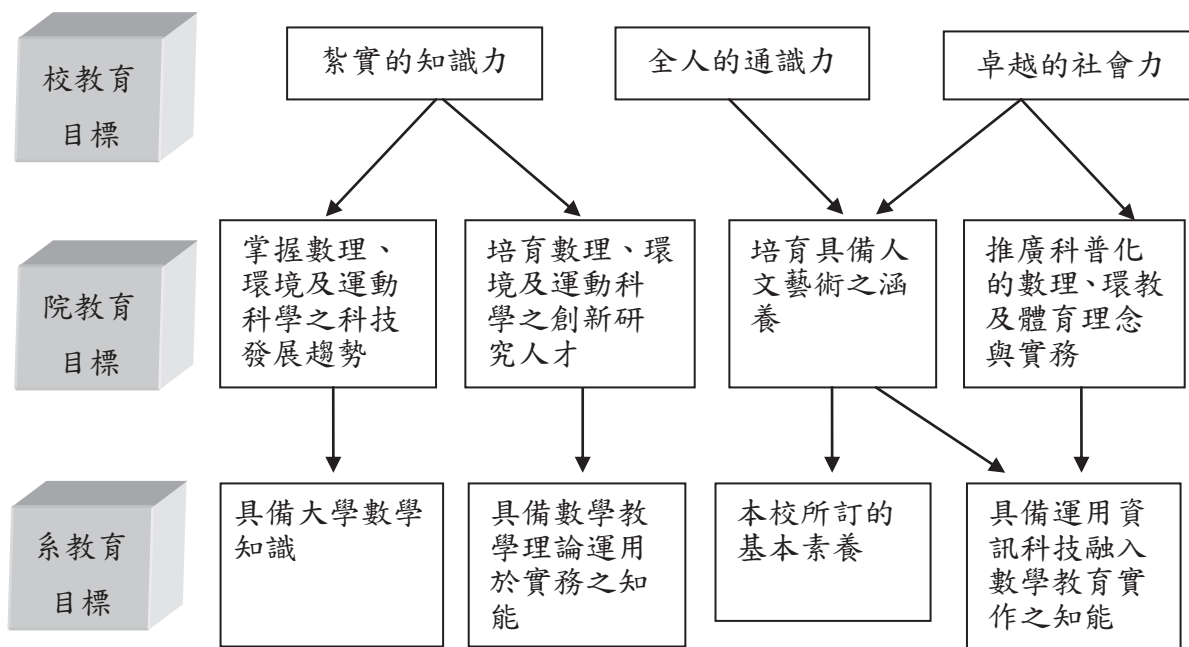 校教育
目標
紮實的知識力
全人的通識力
卓越的社會力
院教育
目標
掌握數理、
環境及運動
科學之科技
發展趨勢
培育數理、環
境及運動科
學之創新研
究人才
培育具備人
文藝術之涵
養
推廣科普化
的數理、環教
及體育理念
與實務
系教育
目標
具備大學數學
知識
具備數學教
學理論運用
於實務之知
能
本校所訂的
基本素養
具備運用資
訊科技融入
數學教育實
作之知能